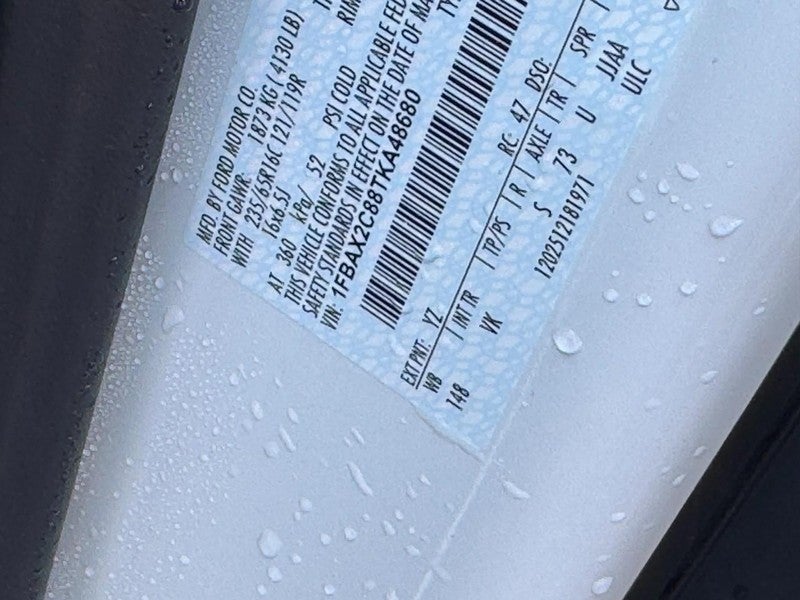 MFD. BY FORD MOTOR CO.
FRONT GAWR: 1873 KG ( 4130 LB)
WITH 235/65R16C 121/119R
16x6.5J
AT 360 kPa/ 52 PSI COLD
THIS VEHICLE CONFORMS TO ALL APPLICABLE FED
SAFETY STANDARDS IN EFFECT ON THE DATE OF MA
VIN: 1FBAX2C88TKA48680
EXT PNT: YZ RC: 47 DSO:
WB INT TR TP/PS R AXLE TR SPR
148 VK S 73 U JJAA
1202512181971 ULC